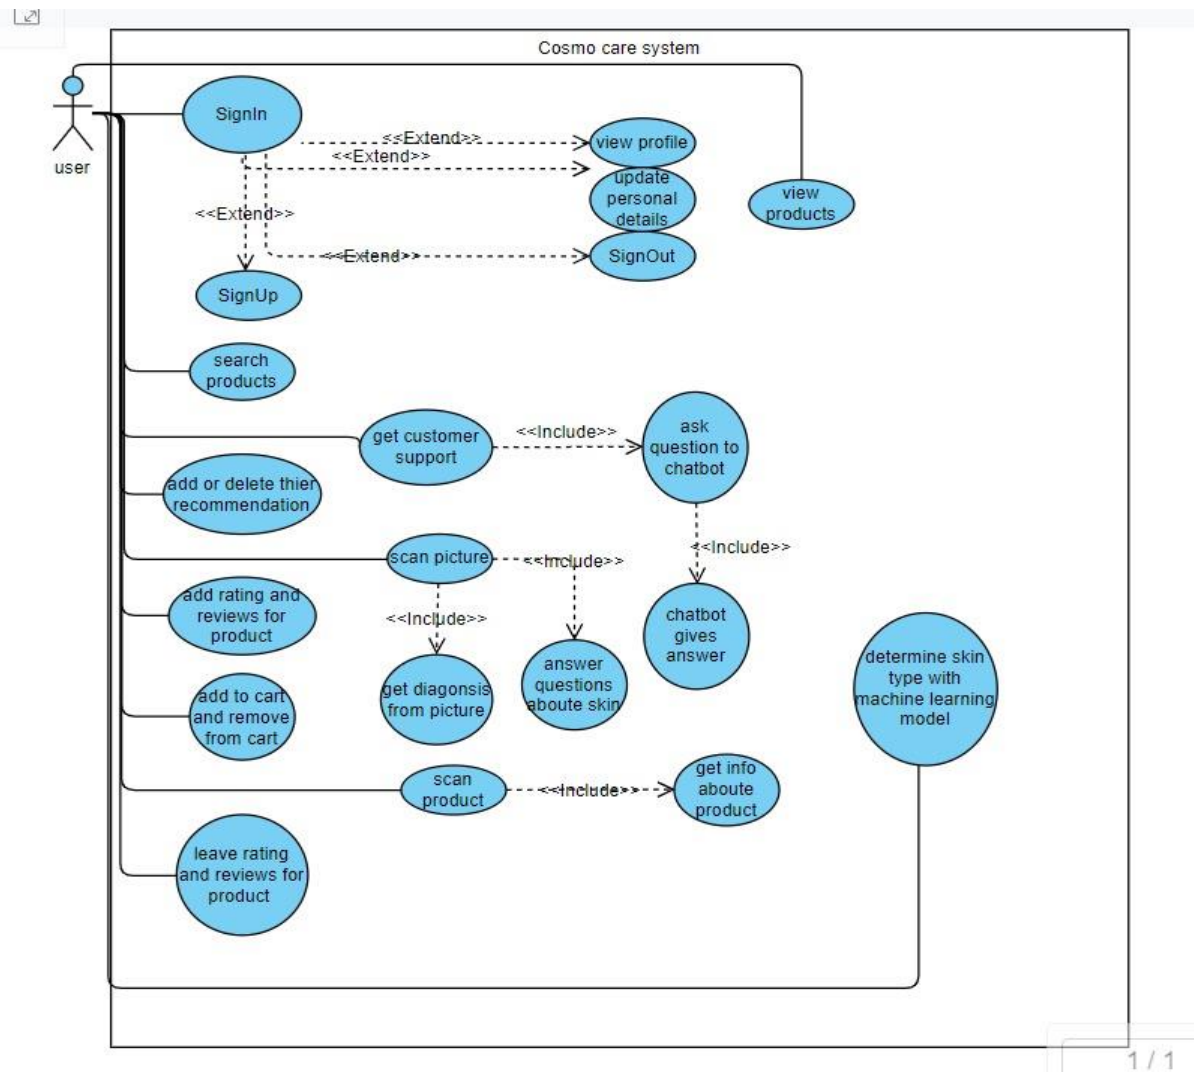 Cosmo care system
user
SignIn
<<Extend>>
view profile
<<Extend>>
update
personal
details
view
products
<<Extend>>
<<Extend>>
SignOut
SignUp
search
products
get customer
support
<<Include>>
ask
question to
chatbot
add or delete thier
recommendation
scan picture
<<Include>>
<<Include>>
<<Include>>
add rating and
reviews for
product
chatbot
gives
answer
get diagonsis
from picture
answer
questions
aboute skin
determine skin
type with
machine learning
model
add to cart
and remove
from cart
scan
product
<<Include>>
get info
aboute
product
leave rating
and reviews for
product
1 / 1